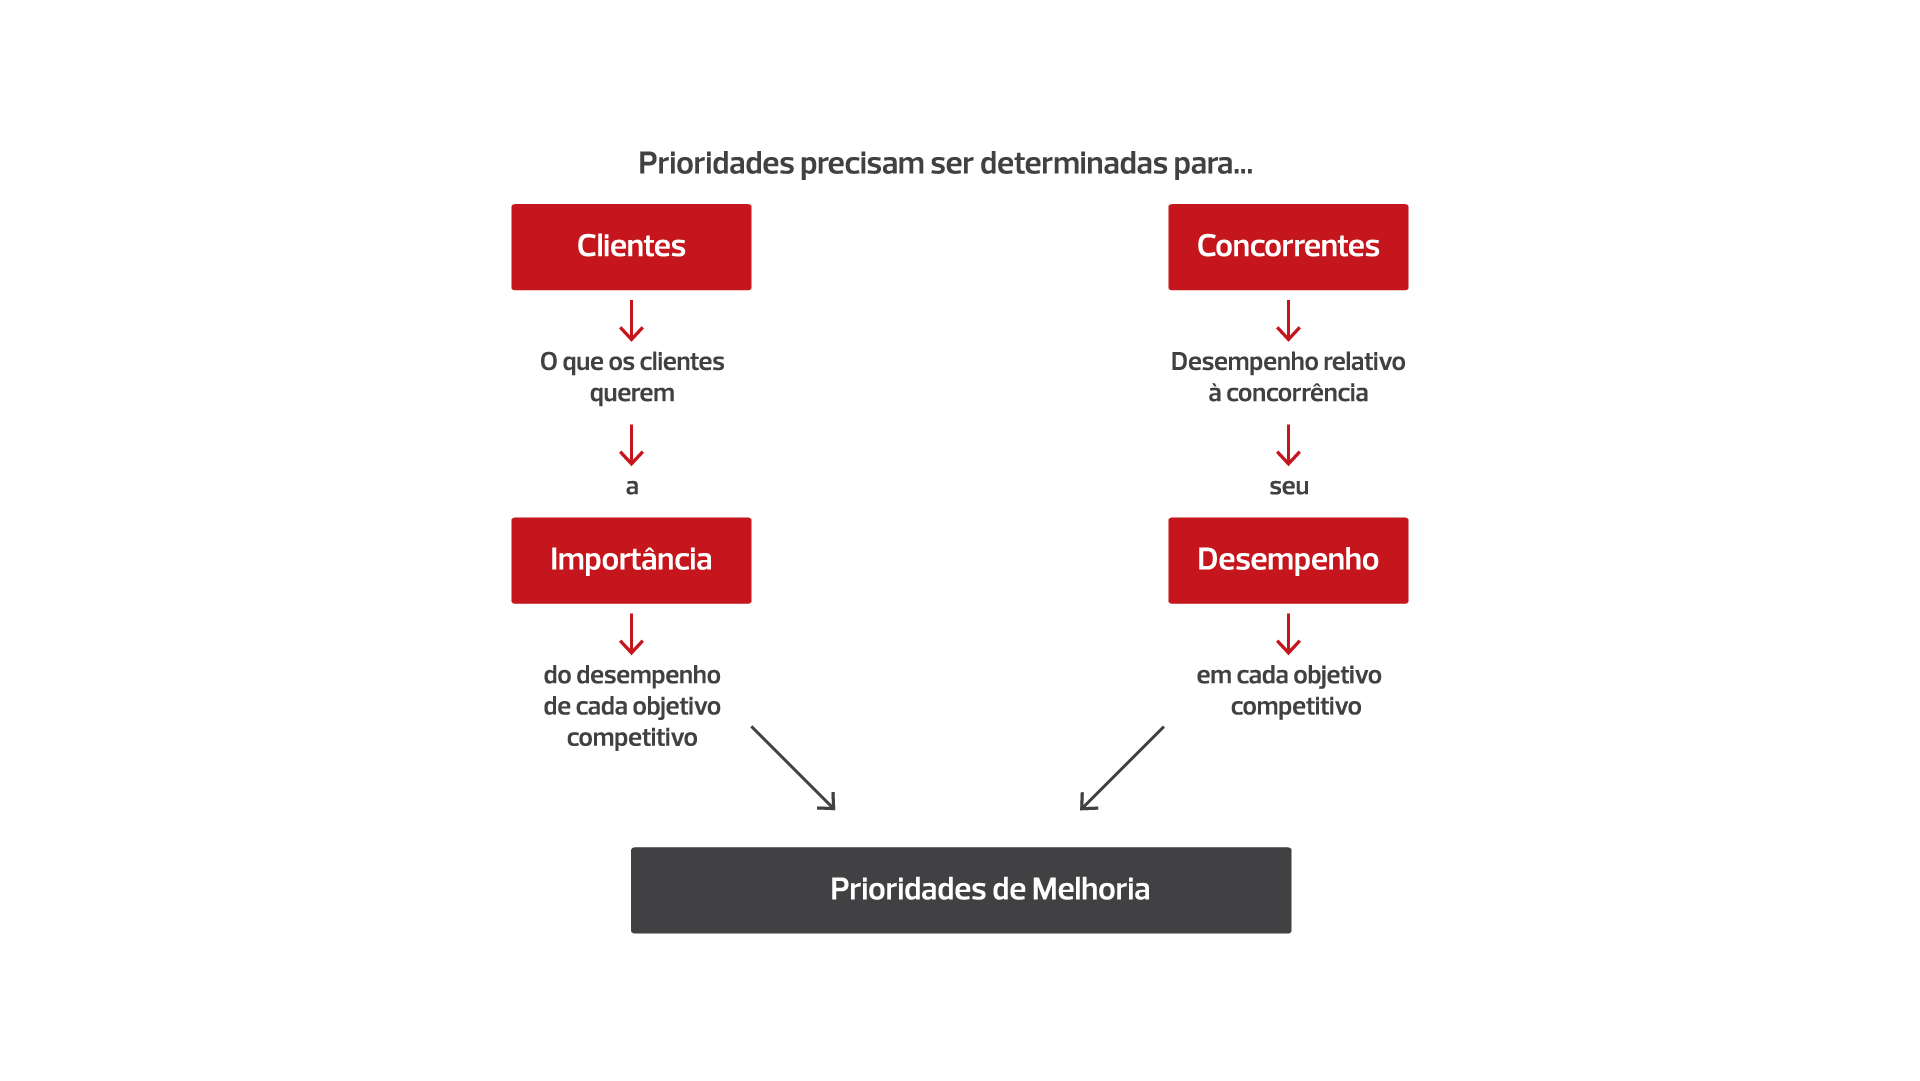 Prioridades precisam ser determinadas para...
Clientes
O que os clientes
querem
a
Importância
do desempenho
de cada objetivo
competitivo
Concorrentes
Desempenho relativo
à concorrência
seu
Desempenho
em cada objetivo
competitivo
Prioridades de Melhoria